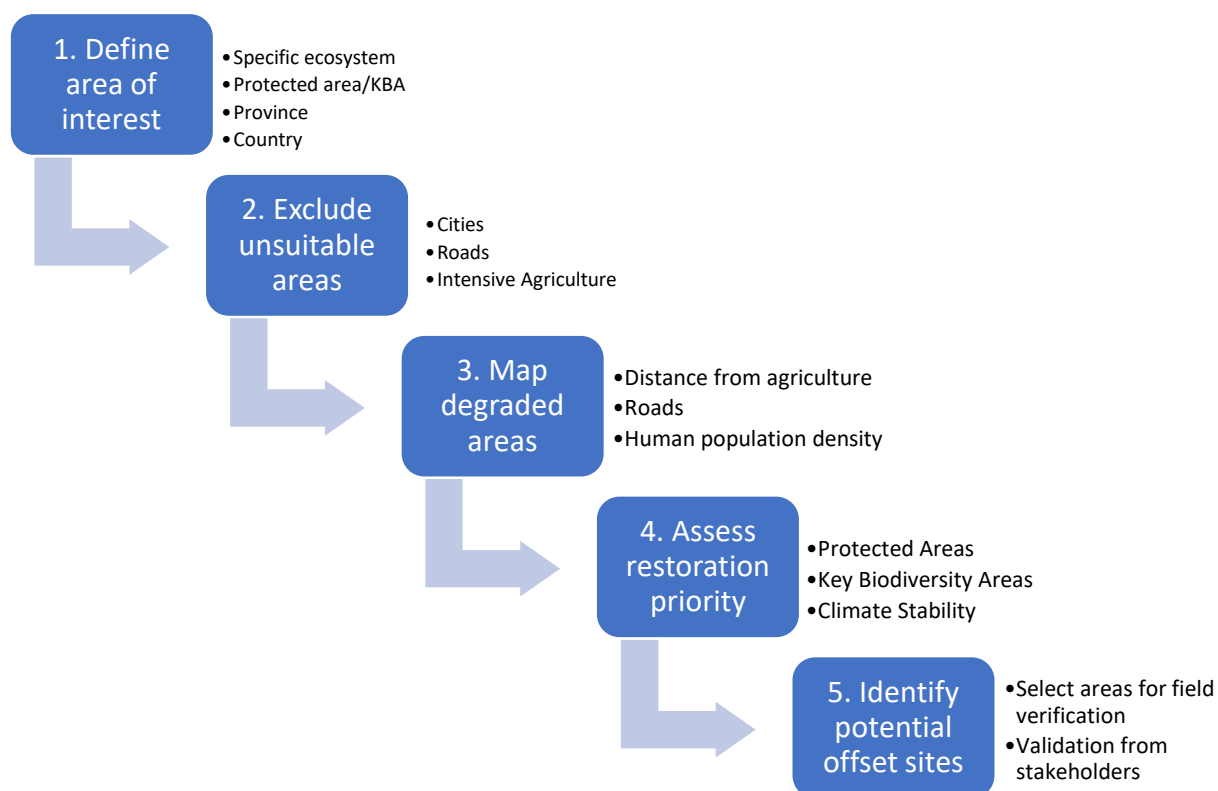 1. Define
area of
interest
•Specific ecosystem
•Protected area/KBA
•Province
•Country
2. Exclude
unsuitable
areas
•Cities
•Roads
•Intensive Agriculture
3. Map
degraded
areas
•Distance from agriculture
•Roads
•Human population density
4. Assess
restoration
priority
•Protected Areas
•Key Biodiversity Areas
•Climate Stability
5. Identify
potential
offset sites
•Select areas for field
verification
•Validation from
stakeholders